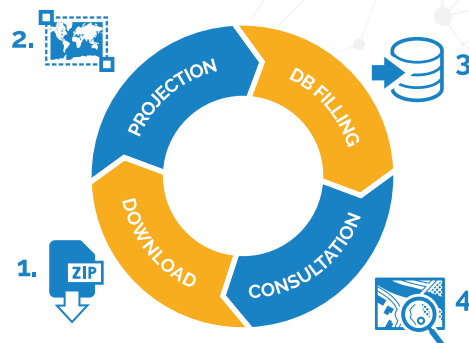 2.
PROJECTION
DB FILLING
3
DOWNLOAD
CONSULTATION
1.
ZIP
4